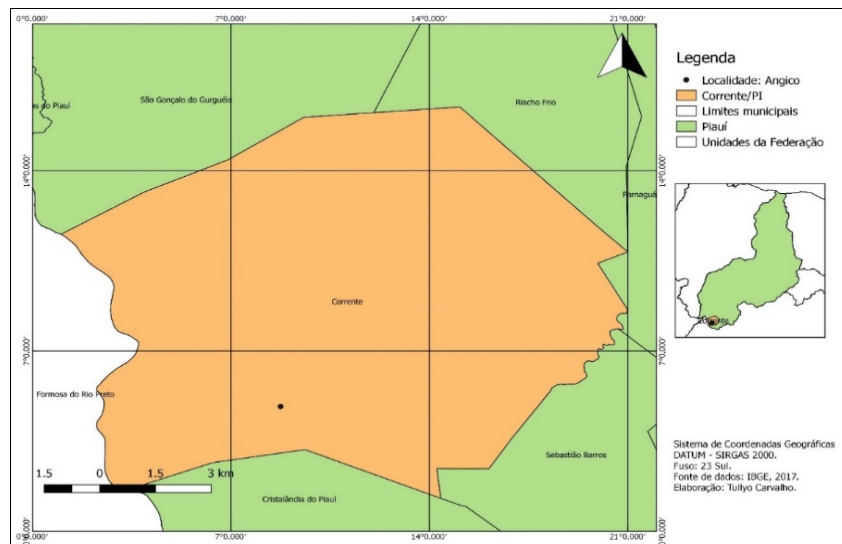 0°0.000' 7°0.000' 14°0.000' 21°0.000'
São Gonçalo do Gurguéia
Riacho Frio
as do Piauí
14°0.000' 14°0.000'
Parnaguá
Corrente
7°0.000' 7°0.000'
Formosa do Rio Preto
Sebastião Barros
1.5 0 1.5 3 km
Cristalândia do Piauí
0°0.000' 0°0.000'
0°0.000' 7°0.000' 14°0.000' 21°0.000'
Legenda
Localidade: Angico
Corrente/PI
Limites municipais
Piauí
Unidades da Federação
Sistema de Coordenadas Geográficas
DATUM - SIRGAS 2000.
Fuso: 23 Sul.
Fonte de dados: IBGE, 2017.
Elaboração: Tullyo Carvalho.